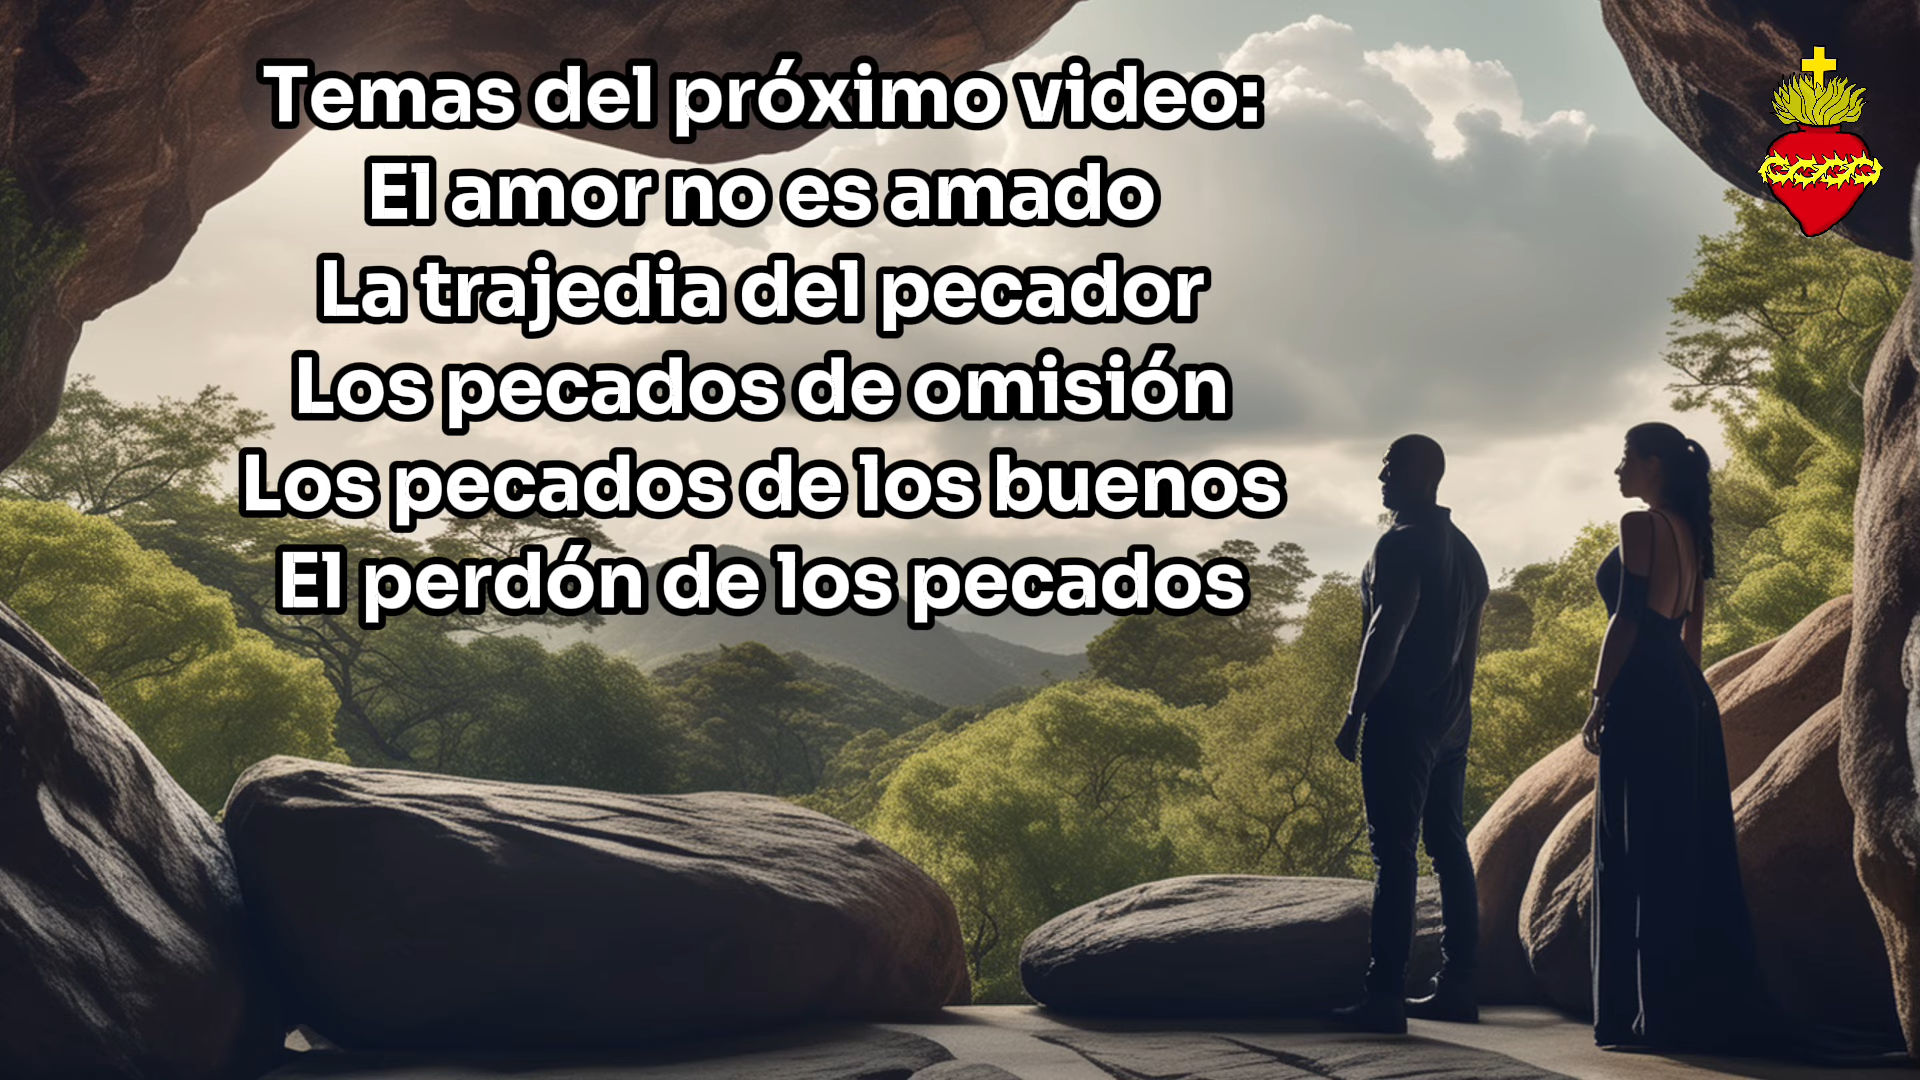 Temas del próximo video:
El amor no es amado
La trajedia del pecador
Los pecados de omisión
Los pecados de los buenos
El perdón de los pecados